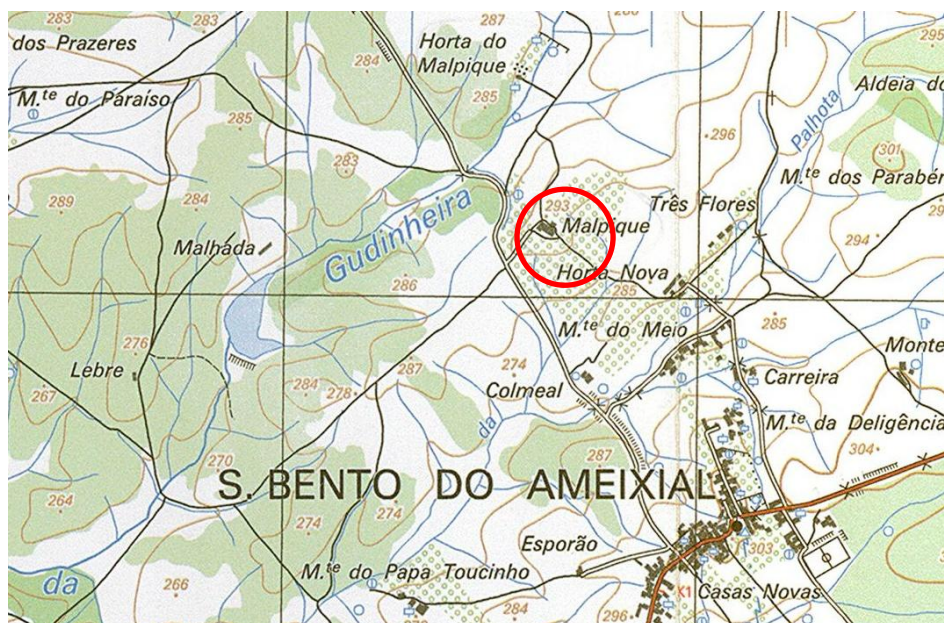 283
287
295
dos Prazeres
Horta do
Malpique
284
M.te do Paraíso
285
285
296
Palhota
Aldeia do
283
301
M.te dos Parabén
289
284
293
Três Flores
Malpique
294
Malháda
Gudinheira
Horta Nova
286
285
M.te do Meio
285
276
Lebre
274
287
Monte
267
284
278
Colmeal
Carreira
da
M.te da Deligência
304
270
287
S. BENTO DO AMEIXIAL
264
274
274
Esporão
303
da
266
M.te do Papa Toucinho
K1
Casas Novas
284
296